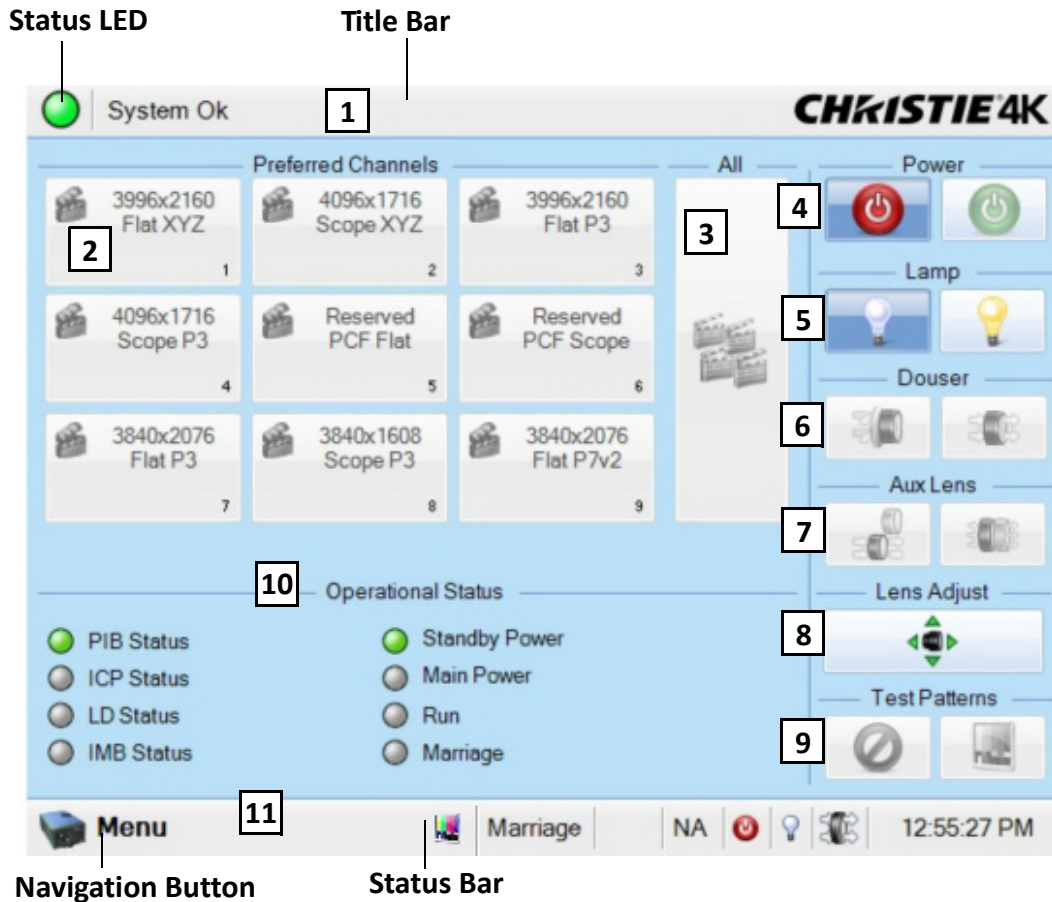 Status LED
Title Bar
System Ok
1
CHRISTIE 4K
Preferred Channels
All
Power
3996x2160
Flat XYZ
2
1
4096x1716
Scope XYZ
2
3996x2160
Flat P3
3
3
4
Lamp
4096x1716
Scope P3
4
Reserved
PCF Flat
5
Reserved
PCF Scope
6
5
Douser
6
3840x2076
Flat P3
7
3840x1608
Scope P3
8
3840x2076
Flat P7v2
9
Aux Lens
7
10
Operational Status
Lens Adjust
PIB Status
Standby Power
8
ICP Status
Main Power
LD Status
Run
Test Patterns
IMB Status
Marriage
9
Menu
11
Marriage
NA
12:55:27 PM
Navigation Button
Status Bar